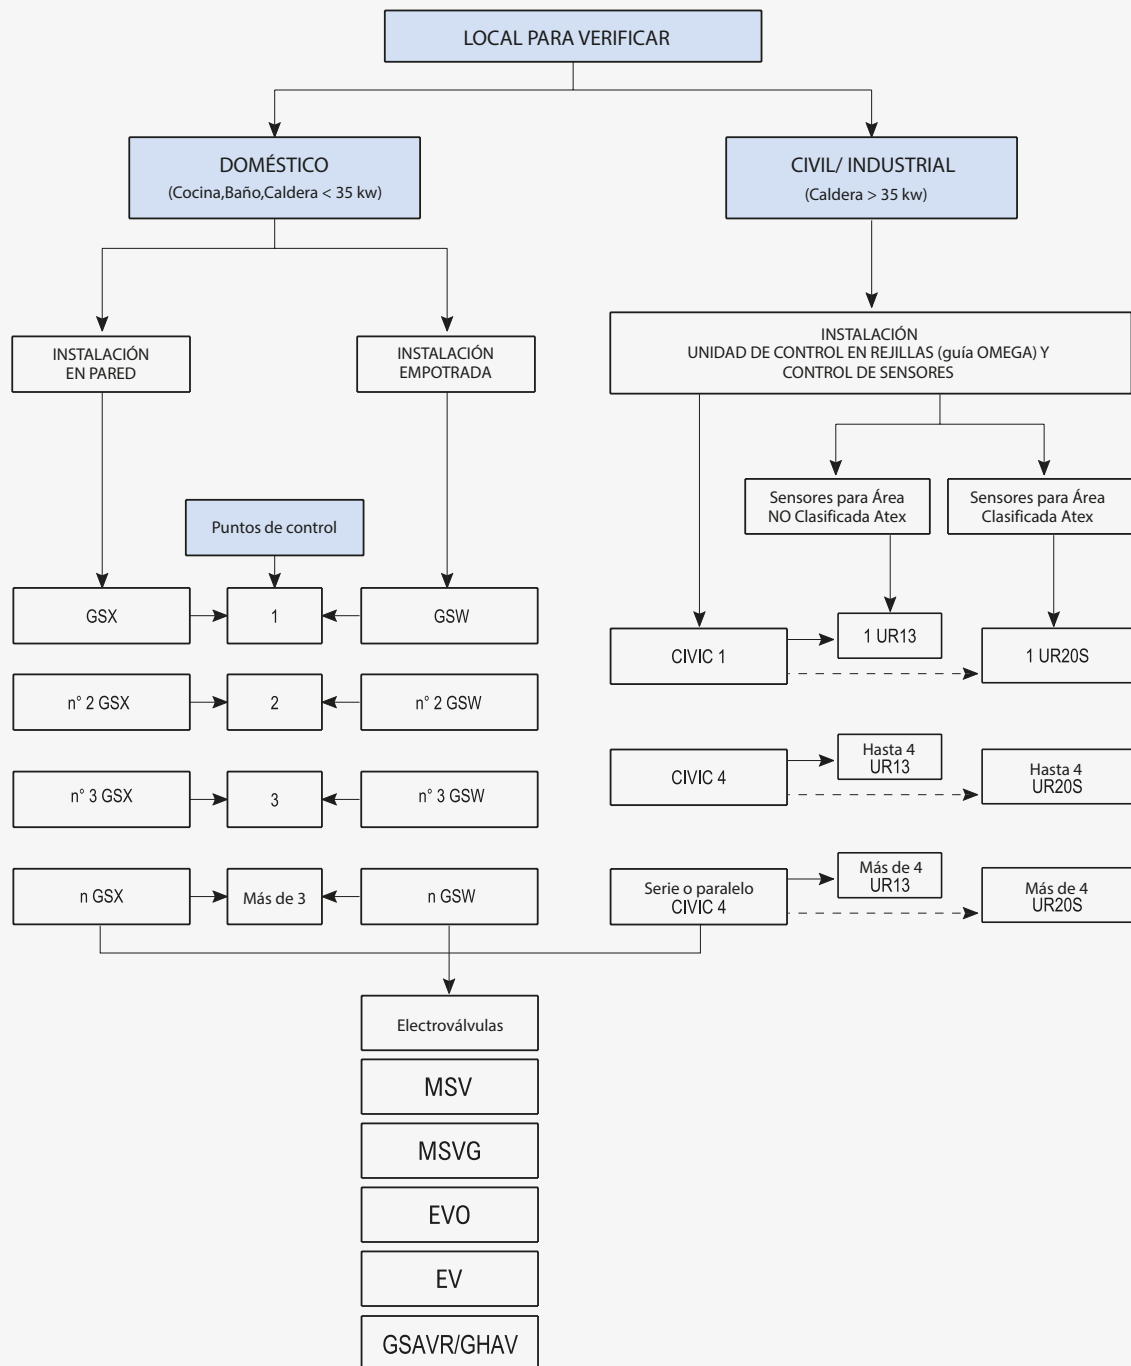 LOCAL PARA VERIFICAR
DOMÉSTICO
(Cocina,Baño,Caldera < 35 kw)
CIVIL/ INDUSTRIAL
(Caldera > 35 kw)
INSTALACIÓN
EN PARED
INSTALACIÓN
EMPOTRADA
INSTALACIÓN
UNIDAD DE CONTROL EN REJILLAS (guía OMEGA) Y
CONTROL DE SENSORES
Sensores para Área
NO Clasificada Atex
Sensores para Área
Clasificada Atex
Puntos de control
GSX
1
GSW
CIVIC 1
1 UR13
1 UR20S
n° 2 GSX
2
n° 2 GSW
CIVIC 4
Hasta 4
UR13
Hasta 4
UR20S
n° 3 GSX
3
n° 3 GSW
n GSX
Más de 3
n GSW
Serie o paralelo
CIVIC 4
Más de 4
UR13
Más de 4
UR20S
Electroválvulas
MSV
MSVG
EVO
EV
GSAVR/GHAV